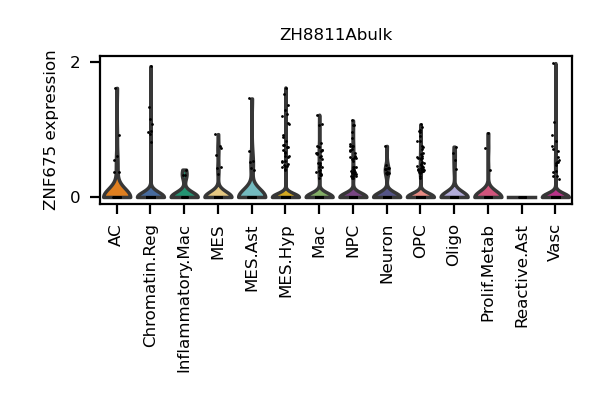 ZH8811Abulk
ZNF675 expression
2
0
AC
Chromatin.Reg
Inflammatory.Mac
MES
MES.Ast
MES.Hyp
Mac
NPC
Neuron
OPC
Oligo
Prolif.Metab
Reactive.Ast
Vasc